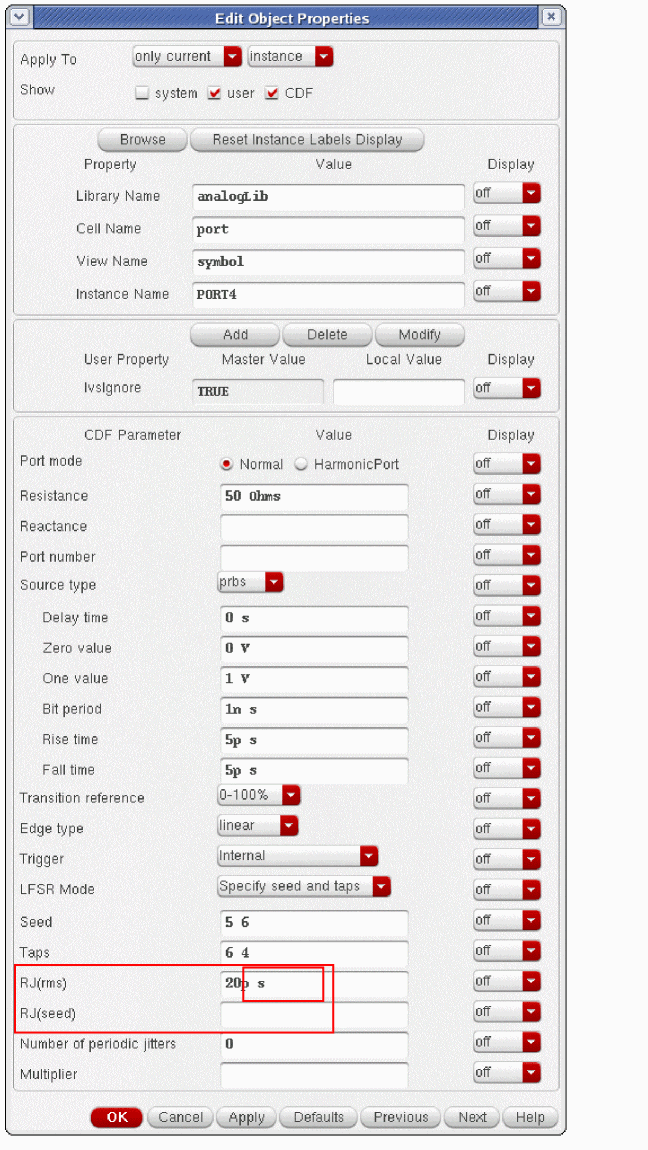 Edit Object Properties
Apply To only current instance
Show system user CDF
Browse Reset Instance Labels Display
Property Value Display
Library Name analogLib off
Cell Name port off
View Name symbol off
Instance Name PORT4 off
Add Delete Modify
User Property Master Value Local Value Display
lvsIgnore TRUE off
CDF Parameter Value Display
Port mode Normal HarmonicPort off
Resistance 50 Ohms off
Reactance off
Port number off
Source type prbs off
Delay time 0 s off
Zero value 0 V off
One value 1 V off
Bit period 1n s off
Rise time 5p s off
Fall time 5p s off
Transition reference 0-100% off
Edge type linear off
Trigger Internal off
LFSR Mode Specify seed and taps off
Seed 5 6 off
Taps 6 4 off
RJ(rms) 20p s off
RJ(seed) off
Number of periodic jitters 0 off
Multiplier off
OK Cancel Apply Defaults Previous Next Help